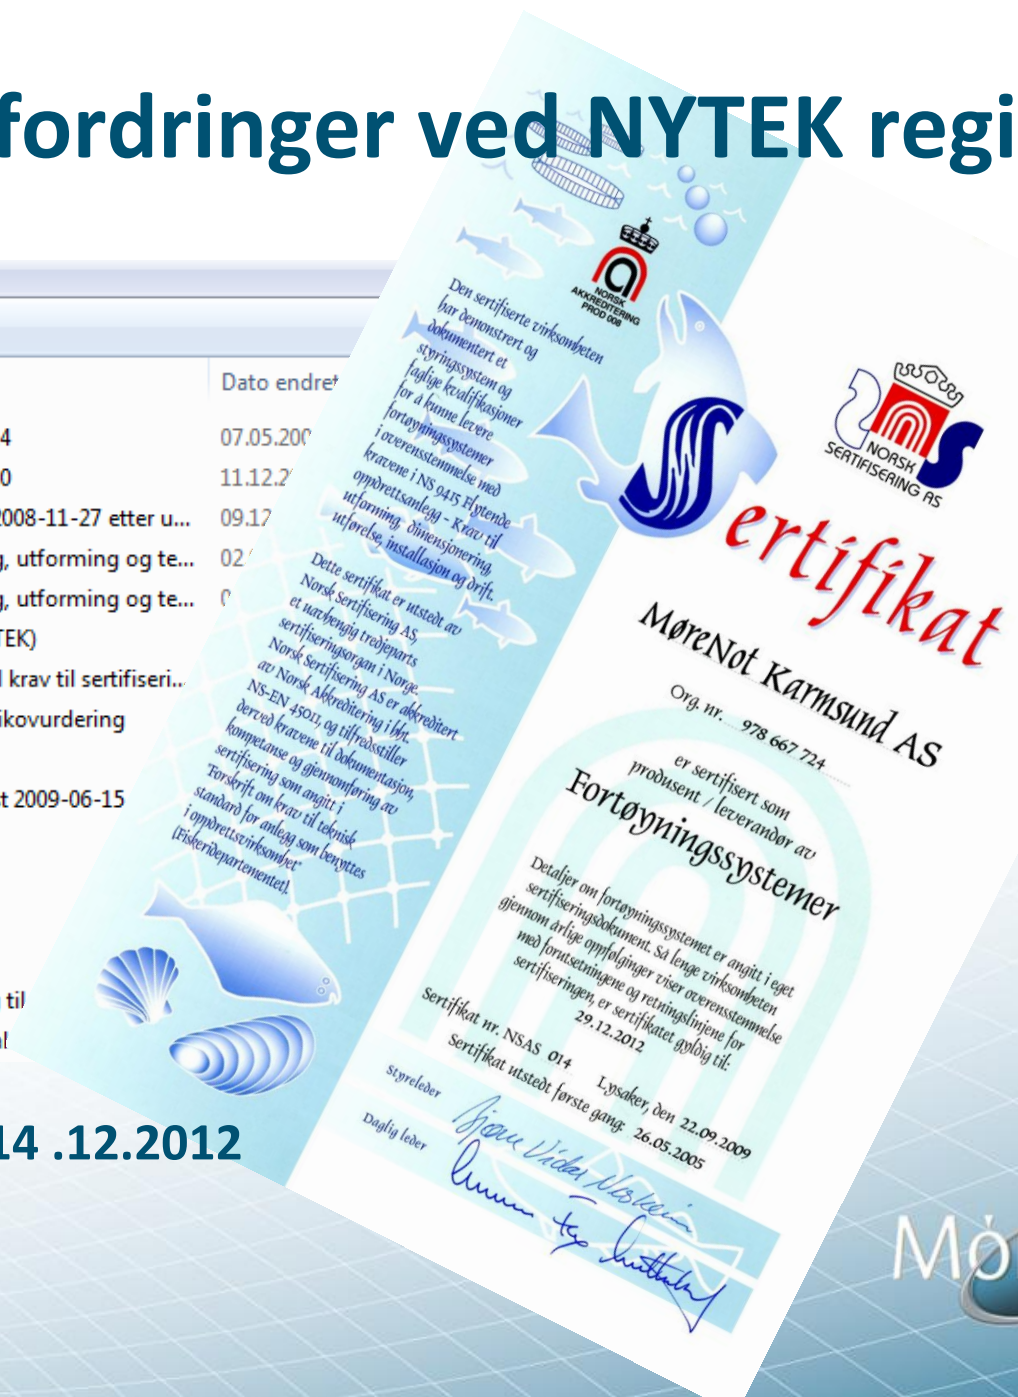 fordringer ved NYTEK regi
Dato endret
4
07.05.200
0
11.12.2
2008-11-27 etter u...
09.12
g, utforming og te...
02
g, utforming og te...
TEK)
l krav til sertifiseri...
ikovurdering
t 2009-06-15
til
14 .12.2012
NORSK
AKKREDITERING
PROD 008
Den sertifiserte virksomheten
har demonstrert og
dokumentert et
styringssystem og
faglige kvalifikasjoner
for å kunne levere
fortøyningssystemer
i overensstemmelse med
kravene i NS 9415 Flytende
oppdrettsanlegg - Krav til
utforming, dimensjonering,
utførelse, installasjon og drift.
Dette sertifikat er utstedt av
Norsk Sertifisering AS,
et uavhengig tredjeparts
sertifiseringsorgan i Norge.
Norsk Sertifisering AS er akkreditert
av Norsk Akkreditering i hht.
NS-EN 45011, og tilfredsstiller
derved kravene til dokumentasjon,
kompetanse og gjennomføring av
sertifisering som angitt i
"Forskrift om krav til teknisk
standard for anlegg som benyttes
i oppdrettsvirksomhet"
(Fiskeridepartementet).
NORSK
SERTIFISERING AS
Sertifikat
MøreNot Karmsund AS
Org. nr. 978 667 724
er sertifisert som
produsent / leverandør av
Fortøyningssystemer
Detaljer om fortøyningssystemet er angitt i eget
sertifiseringsdokument. Så lenge virksomheten
gjennom årlige oppfølginger viser overensstemmelse
med forutsetningene og retningslinjene for
sertifiseringen, er sertifikatet gyldig til:
29.12.2012
Sertifikat nr. NSAS 014
Lysaker, den 22.09.2009
Sertifikat utstedt første gang: 26.05.2005
Styreleder
Daglig leder
Mó